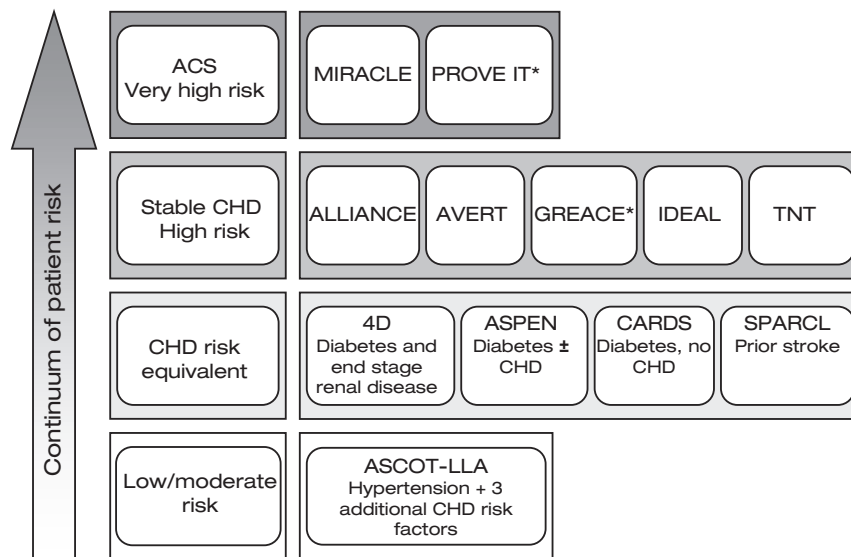 Continuum of patient risk
ACS
Very high risk
MIRACLE
PROVE IT*
Stable CHD
High risk
ALLIANCE
AVERT
GREACE*
IDEAL
TNT
CHD risk
equivalent
4D
Diabetes and
end stage
renal disease
ASPEN
Diabetes ±
CHD
CARDS
Diabetes, no
CHD
SPARCL
Prior stroke
Low/moderate
risk
ASCOT-LLA
Hypertension + 3
additional CHD risk
factors